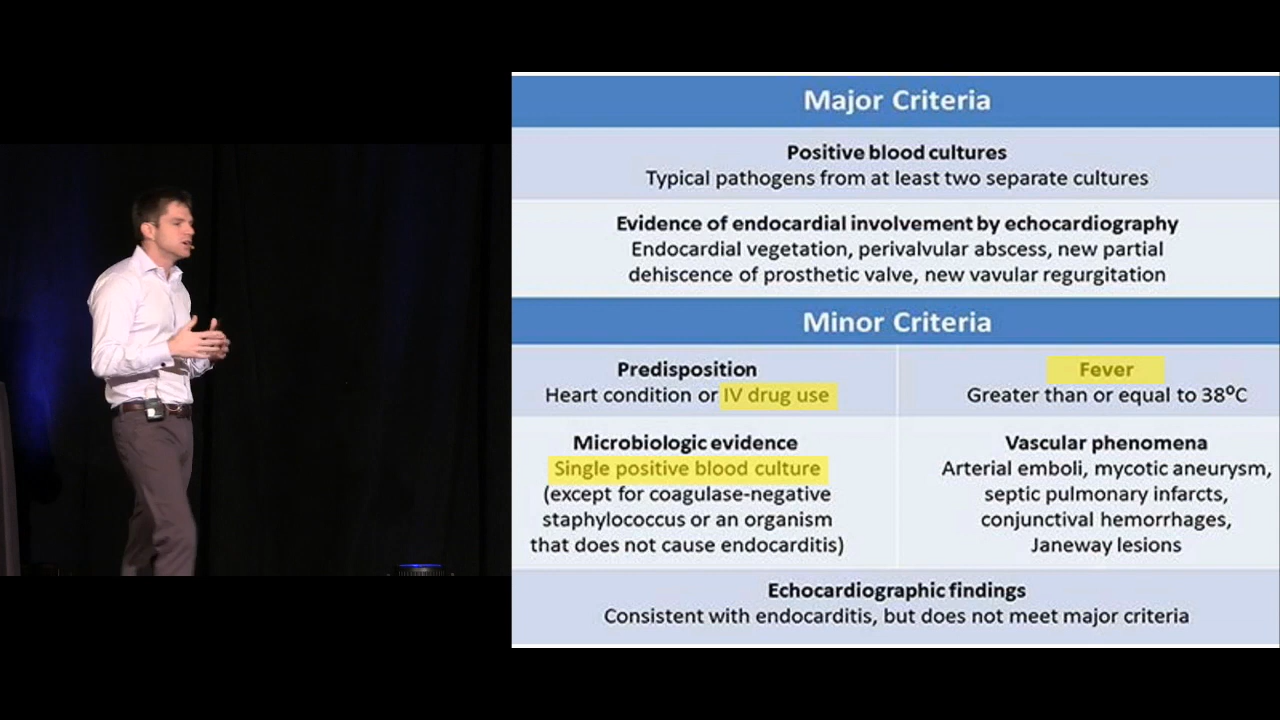 Major Criteria
Positive blood cultures
Typical pathogens from at least two separate cultures
Evidence of endocardial involvement by echocardiography
Endocardial vegetation, perivalvular abscess, new partial
dehiscence of prosthetic valve, new vavular regurgitation
Minor Criteria
Predisposition
Heart condition or IV drug use
Fever
Greater than or equal to 38⁰C
Microbiologic evidence
Single positive blood culture
(except for coagulase-negative
staphylococcus or an organism
that does not cause endocarditis)
Vascular phenomena
Arterial emboli, mycotic aneurysm,
septic pulmonary infarcts,
conjunctival hemorrhages,
Janeway lesions
Echocardiographic findings
Consistent with endocarditis, but does not meet major criteria